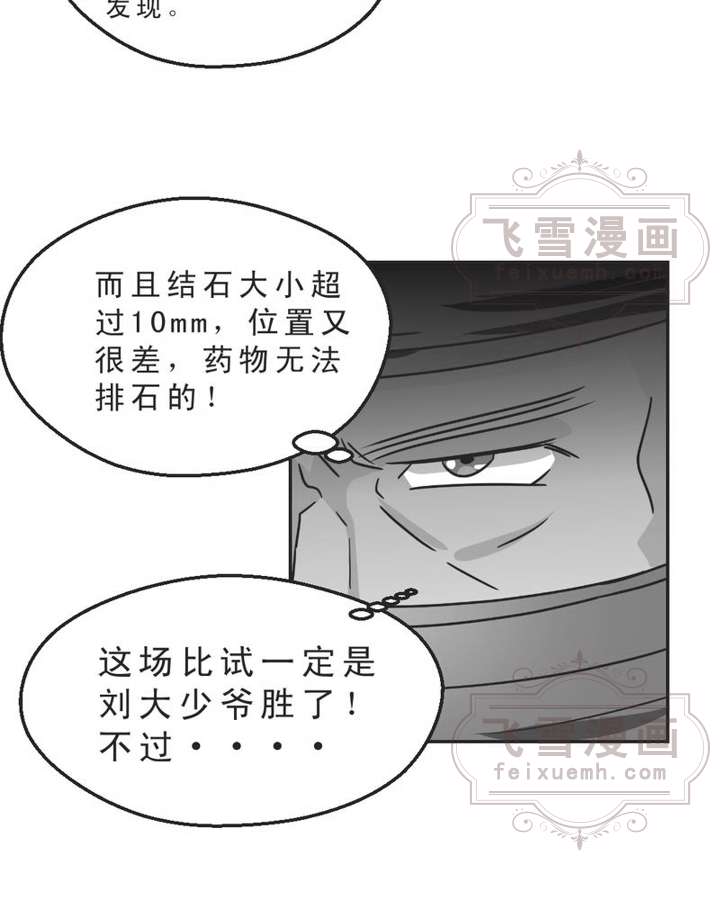 发现。
飞雪漫画
feixuemh.com
而且结石大小超
过10mm，位置又
很差，药物无法
排石的！
这场比试一定是
刘大少爷胜了！
不过····
飞雪漫画
feixuemh.com